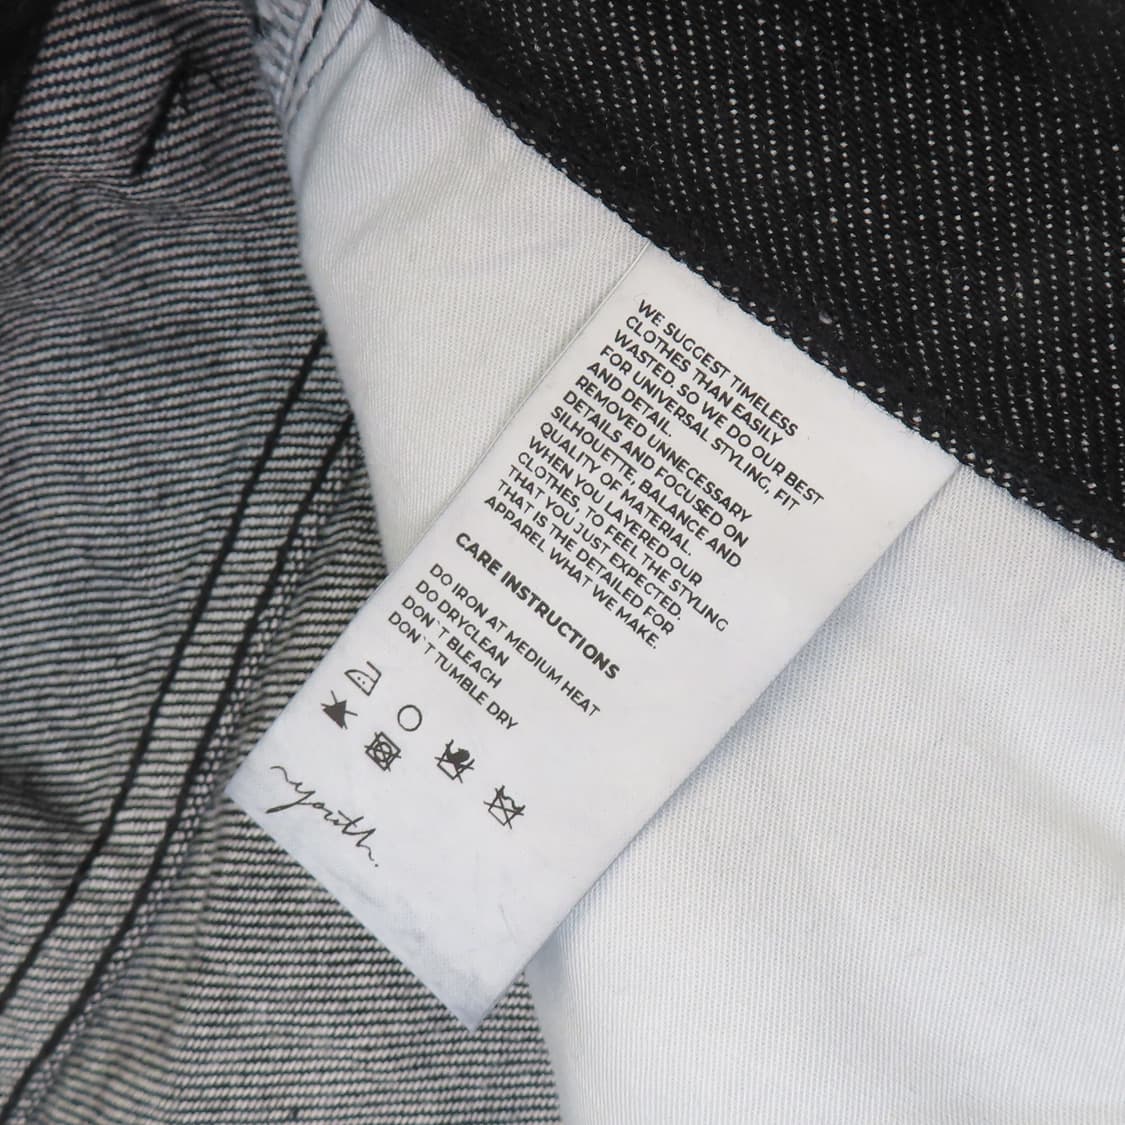 WE SUGGEST TIMELESS
CLOTHES THAN EASILY
WASTED. SO WE DO OUR BEST
FOR UNIVERSAL STYLING, FIT
AND DETAIL.
REMOVED UNNECESSARY
DETAILS AND FOCUSED ON
SILHOUETTE, BALANCE AND
QUALITY OF MATERIAL.
WHEN YOU LAYERED OUR
CLOTHES, TO FEEL THE STYLING
THAT YOU JUST EXPECTED.
THAT IS THE DETAILED FOR
APPAREL WHAT WE MAKE.
CARE INSTRUCTIONS
DO IRON AT MEDIUM HEAT
DO DRYCLEAN
DON`T BLEACH
DON`T TUMBLE DRY
youth.